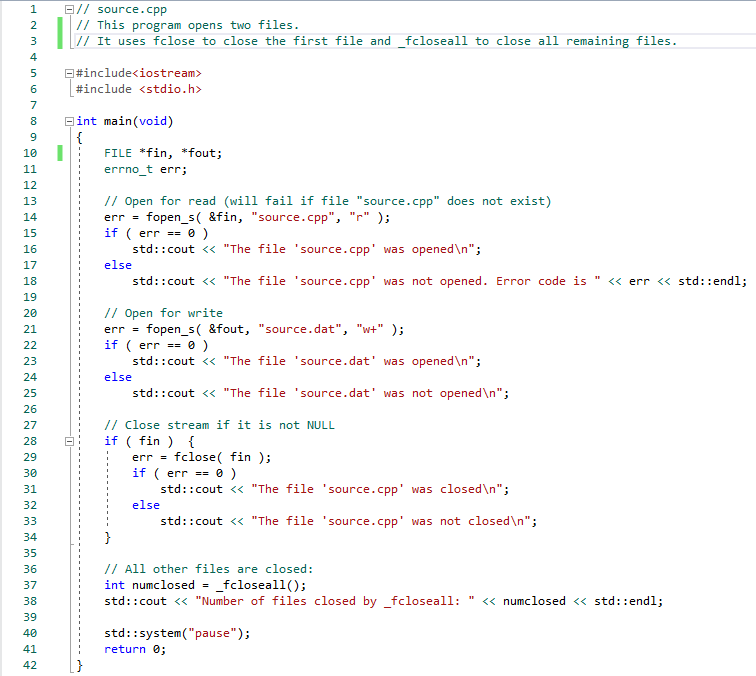 1 // source.cpp
2 // This program opens two files.
3 // It uses fclose to close the first file and _fcloseall to close all remaining files.
4
5 #include<iostream>
6 #include <stdio.h>
7
8 int main(void)
9 {
10     FILE *fin, *fout;
11     errno_t err;
12
13     // Open for read (will fail if file "source.cpp" does not exist)
14     err = fopen_s( &fin, "source.cpp", "r" );
15     if ( err == 0 )
16         std::cout << "The file 'source.cpp' was opened\n";
17     else
18         std::cout << "The file 'source.cpp' was not opened. Error code is " << err << std::endl;
19
20     // Open for write
21     err = fopen_s( &fout, "source.dat", "w+" );
22     if ( err == 0 )
23         std::cout << "The file 'source.dat' was opened\n";
24     else
25         std::cout << "The file 'source.dat' was not opened\n";
26
27     // Close stream if it is not NULL
28     if ( fin )  {
29         err = fclose( fin );
30         if ( err == 0 )
31             std::cout << "The file 'source.cpp' was closed\n";
32         else
33             std::cout << "The file 'source.cpp' was not closed\n";
34     }
35
36     // All other files are closed:
37     int numclosed = _fcloseall();
38     std::cout << "Number of files closed by _fcloseall: " << numclosed << std::endl;
39
40     std::system("pause");
41     return 0;
42 }